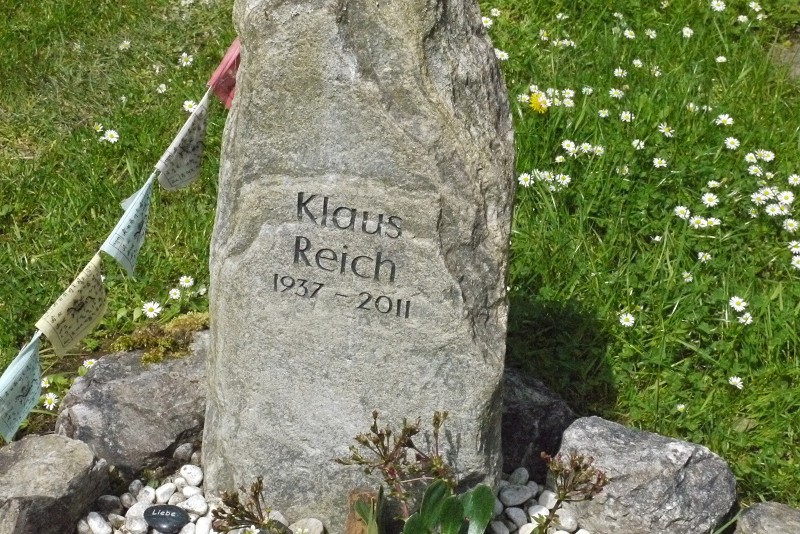 Klaus
Reich
1937 – 2011
Liebe